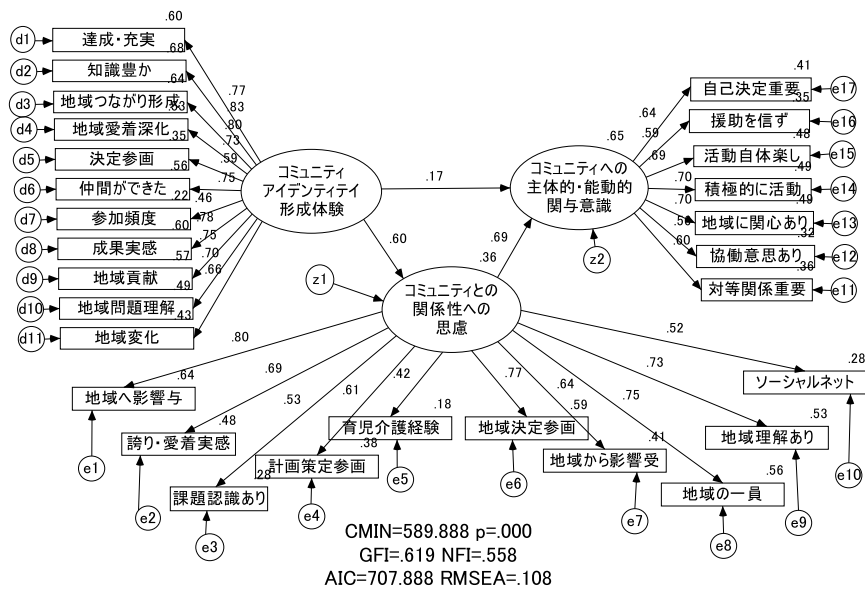 .60
d1
達成・充実
.68
d2
知識豊か
.64
d3
地域つながり形成
.63
d4
地域愛着深化
.35
d5
決定参画
.56
d6
仲間ができた
.22
d7
参加頻度
.60
d8
成果実感
.57
d9
地域貢献
.49
d10
地域問題理解
.43
d11
地域変化
.77
.83
.80
.73
.59
.75
.46
.78
.75
.70
.66
コミュニティ
アイデンティテイ
形成体験
.17
.60
.65
コミュニティへの
主体的・能動的
関与意識
z2
.69
.36
z1
コミュニティとの
関係性への
思慮
.64
.59
.69
.70
.70
.56
.60
.41
自己決定重要
e17
.35
援助を信ず
e16
.48
活動自体楽し
e15
.49
積極的に活動
e14
.49
地域に関心あり
e13
.32
協働意思あり
e12
.36
対等関係重要
e11
.80
.69
.53
.61
.42
.77
.64
.59
.75
.73
.52
.64
地域へ影響与
e1
.48
誇り・愛着実感
e2
.28
課題認識あり
e3
.38
計画策定参画
e4
.18
育児介護経験
e5
地域決定参画
e6
.41
地域から影響受
e7
.56
地域の一員
e8
.53
地域理解あり
e9
.28
ソーシャルネット
e10
CMIN=589.888 p=.000
GFI=.619 NFI=.558
AIC=707.888 RMSEA=.108